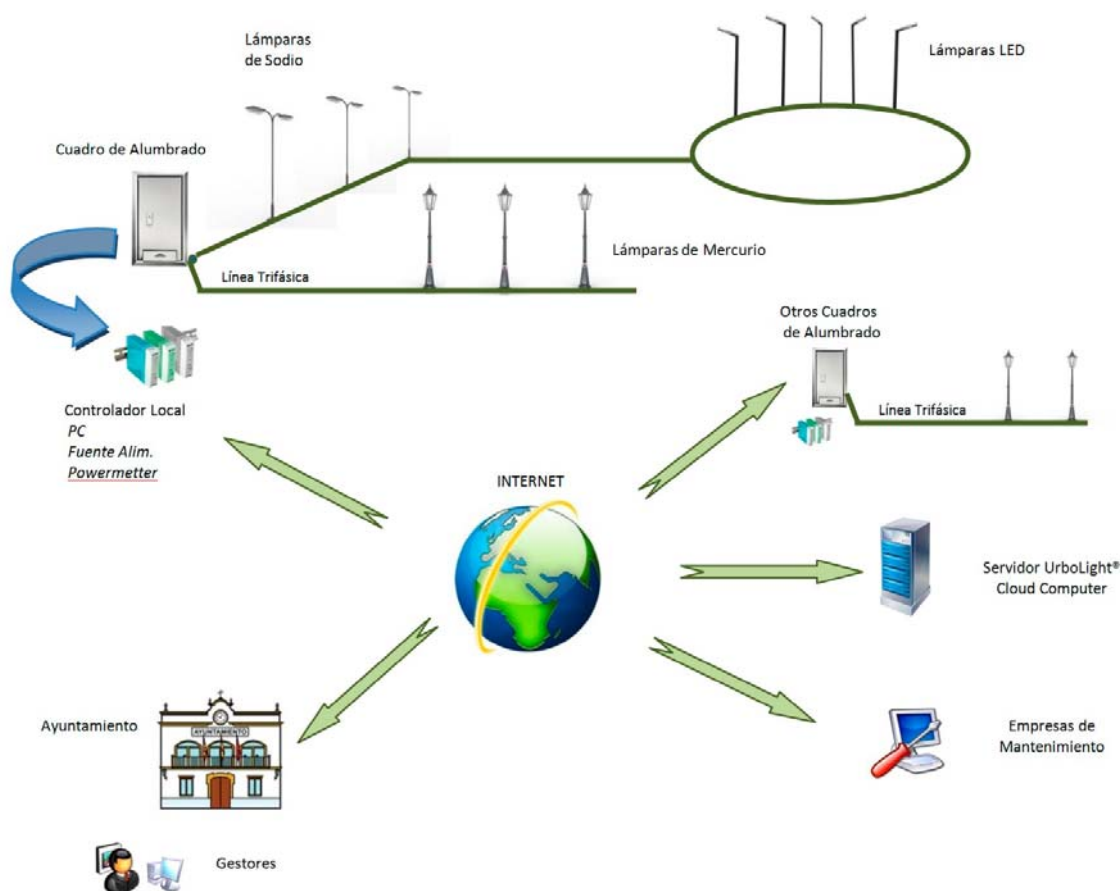 Lámparas
de Sodio
Lámparas LED
Cuadro de Alumbrado
Lámparas de Mercurio
Línea Trifásica
Otros Cuadros
de Alumbrado
Línea Trifásica
Controlador Local
PC
Fuente Alim.
Powermetter
INTERNET
Servidor UrboLight®
Cloud Computer
Ayuntamiento
AYUNTAMIENTO
Empresas de
Mantenimiento
Gestores